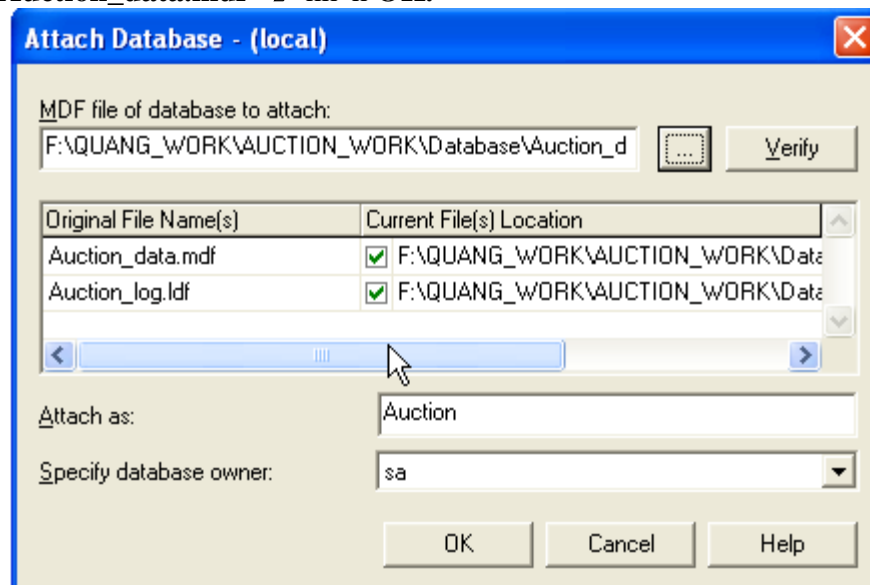 Attach Database - (local)
MDF file of database to attach:
F:\QUANG_WORK\AUCTION_WORK\Database\Auction_d
...
Verify
Original File Name(s) Current File(s) Location
Auction_data.mdf F:\QUANG_WORK\AUCTION_WORK\Data
Auction_log.ldf F:\QUANG_WORK\AUCTION_WORK\Data
Attach as: Auction
Specify database owner: sa
OK Cancel Help